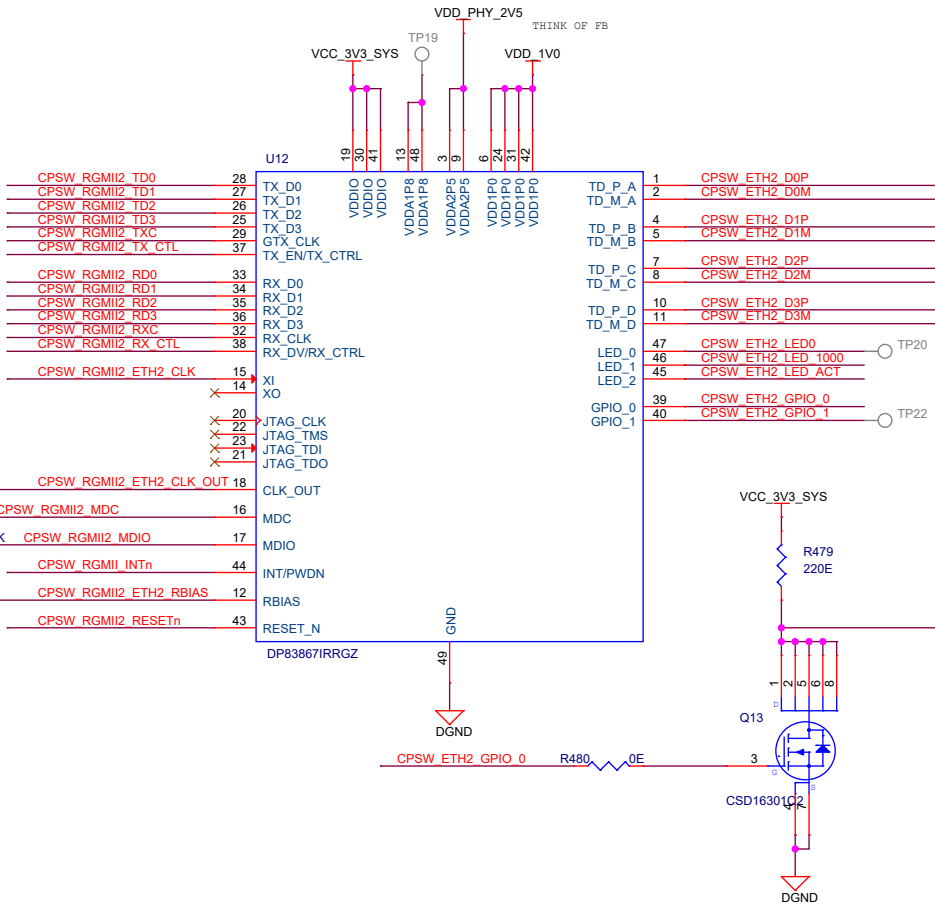 VDD_PHY_2V5
THINK OF FB
TP19
VCC_3V3_SYS
VDD_1V0
U12
19 30 41 13 48 3 9 6 24 31 42
VDDIO VDDIO VDDIO VDDA1P8 VDDA1P8 VDDA2P5 VDDA2P5 VDD1P0 VDD1P0 VDD1P0 VDD1P0
CPSW_RGMII2_TD0 28 TX_D0
CPSW_RGMII2_TD1 27 TX_D1
CPSW_RGMII2_TD2 26 TX_D2
CPSW_RGMII2_TD3 25 TX_D3
CPSW_RGMII2_TXC 29 GTX_CLK
CPSW_RGMII2_TX_CTL 37 TX_EN/TX_CTRL
CPSW_RGMII2_RD0 33 RX_D0
CPSW_RGMII2_RD1 34 RX_D1
CPSW_RGMII2_RD2 35 RX_D2
CPSW_RGMII2_RD3 36 RX_D3
CPSW_RGMII2_RXC 32 RX_CLK
CPSW_RGMII2_RX_CTL 38 RX_DV/RX_CTRL
CPSW_RGMII2_ETH2_CLK 15 XI
14 XO
20 JTAG_CLK
22 JTAG_TMS
23 JTAG_TDI
21 JTAG_TDO
CPSW_RGMII2_ETH2_CLK_OUT 18 CLK_OUT
CPSW_RGMII2_MDC 16 MDC
K CPSW_RGMII2_MDIO 17 MDIO
CPSW_RGMII_INTn 44 INT/PWDN
CPSW_RGMII2_ETH2_RBIAS 12 RBIAS
CPSW_RGMII2_RESETn 43 RESET_N
TD_P_A 1 CPSW_ETH2_D0P
TD_M_A 2 CPSW_ETH2_D0M
TD_P_B 4 CPSW_ETH2_D1P
TD_M_B 5 CPSW_ETH2_D1M
TD_P_C 7 CPSW_ETH2_D2P
TD_M_C 8 CPSW_ETH2_D2M
TD_P_D 10 CPSW_ETH2_D3P
TD_M_D 11 CPSW_ETH2_D3M
LED_0 47 CPSW_ETH2_LED0 TP20
LED_1 46 CPSW_ETH2_LED_1000
LED_2 45 CPSW_ETH2_LED_ACT
GPIO_0 39 CPSW_ETH2_GPIO_0
GPIO_1 40 CPSW_ETH2_GPIO_1 TP22
GND
49
DP83867IRRGZ
DGND
VCC_3V3_SYS
R479
220E
1 2 5 6 8
D
Q13
CPSW_ETH2_GPIO_0 R480 0E 3
G
S
CSD16301Q2
4 7
DGND